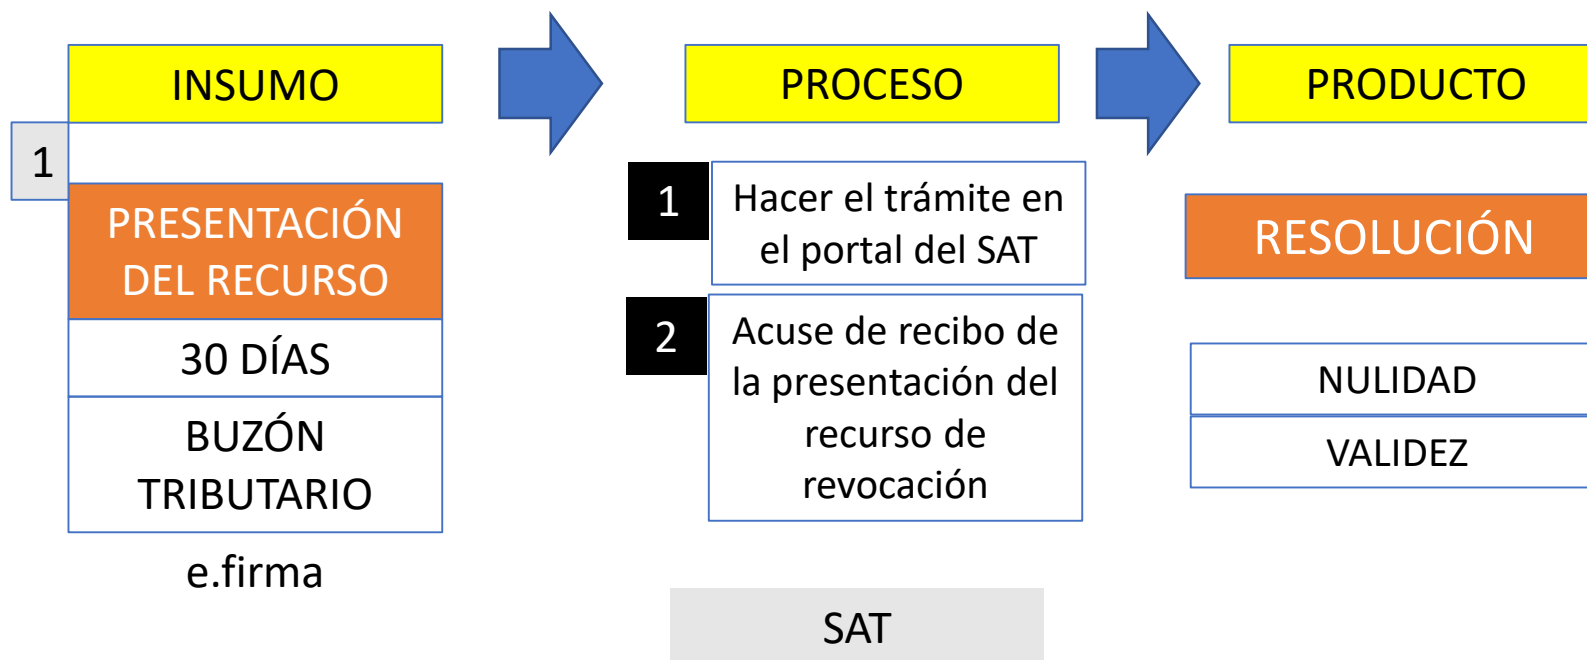 INSUMO
PROCESO
PRODUCTO
1
PRESENTACIÓN
DEL RECURSO
30 DÍAS
BUZÓN
TRIBUTARIO
e.firma
1
Hacer el trámite en
el portal del SAT
2
Acuse de recibo de
la presentación del
recurso de
revocación
SAT
RESOLUCIÓN
NULIDAD
VALIDEZ